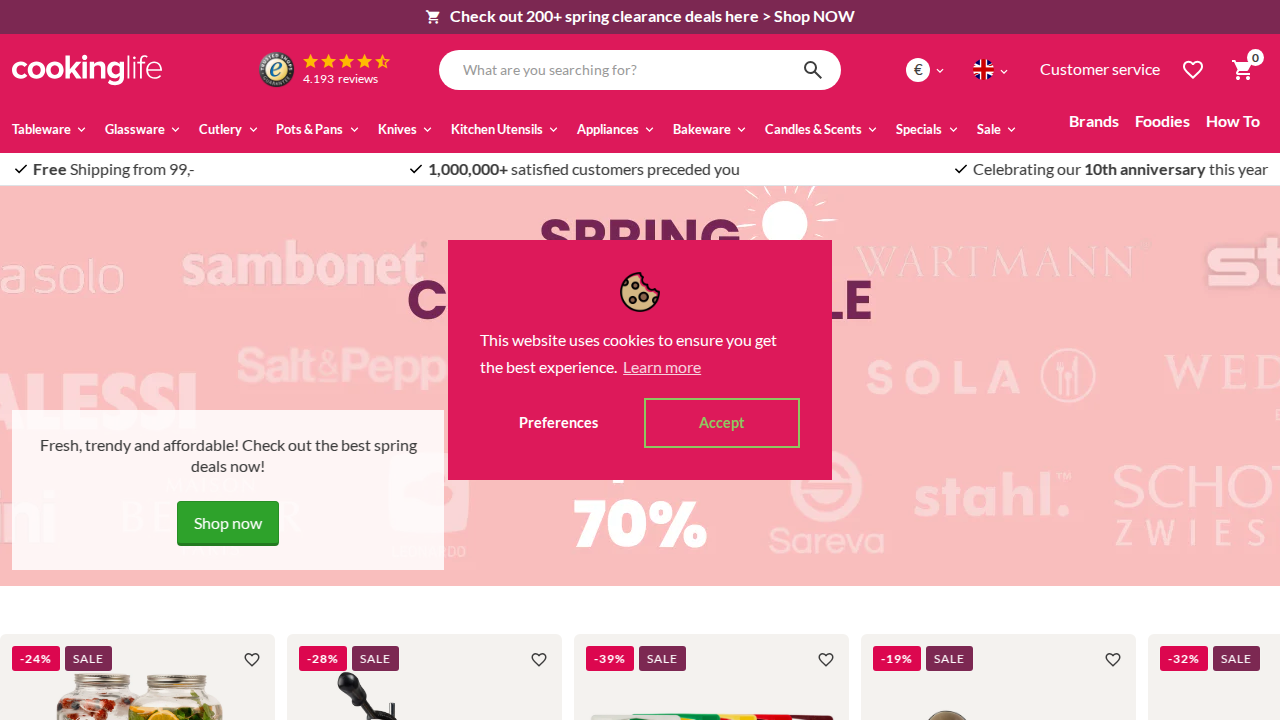 Check out 200+ spring clearance deals here > Shop NOW
cookinglife
4.193 reviews
What are you searching for?
€
Customer service
0
Tableware
Glassware
Cutlery
Pots & Pans
Knives
Kitchen Utensils
Appliances
Bakeware
Candles & Scents
Specials
Sale
Brands
Foodies
How To
Free Shipping from 99,-
1,000,000+ satisfied customers preceded you
Celebrating our 10th anniversary this year
SPRING
sambonet
WARTMANN
a solo
Salt&Pepp
SOLA
WED
ALESSI
This website uses cookies to ensure you get
the best experience. Learn more
Preferences
Accept
Fresh, trendy and affordable! Check out the best spring
deals now!
Shop now
70%
Sareva
stahl.™
SCHOT
ZWIES
-24%
SALE
-28%
SALE
-39%
SALE
-19%
SALE
-32%
SALE